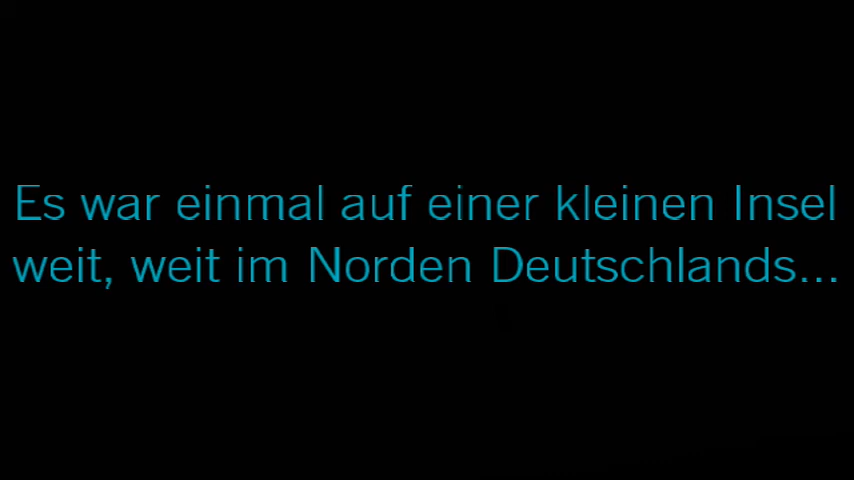 Es war einmal auf einer kleinen Insel
weit, weit im Norden Deutschlands...